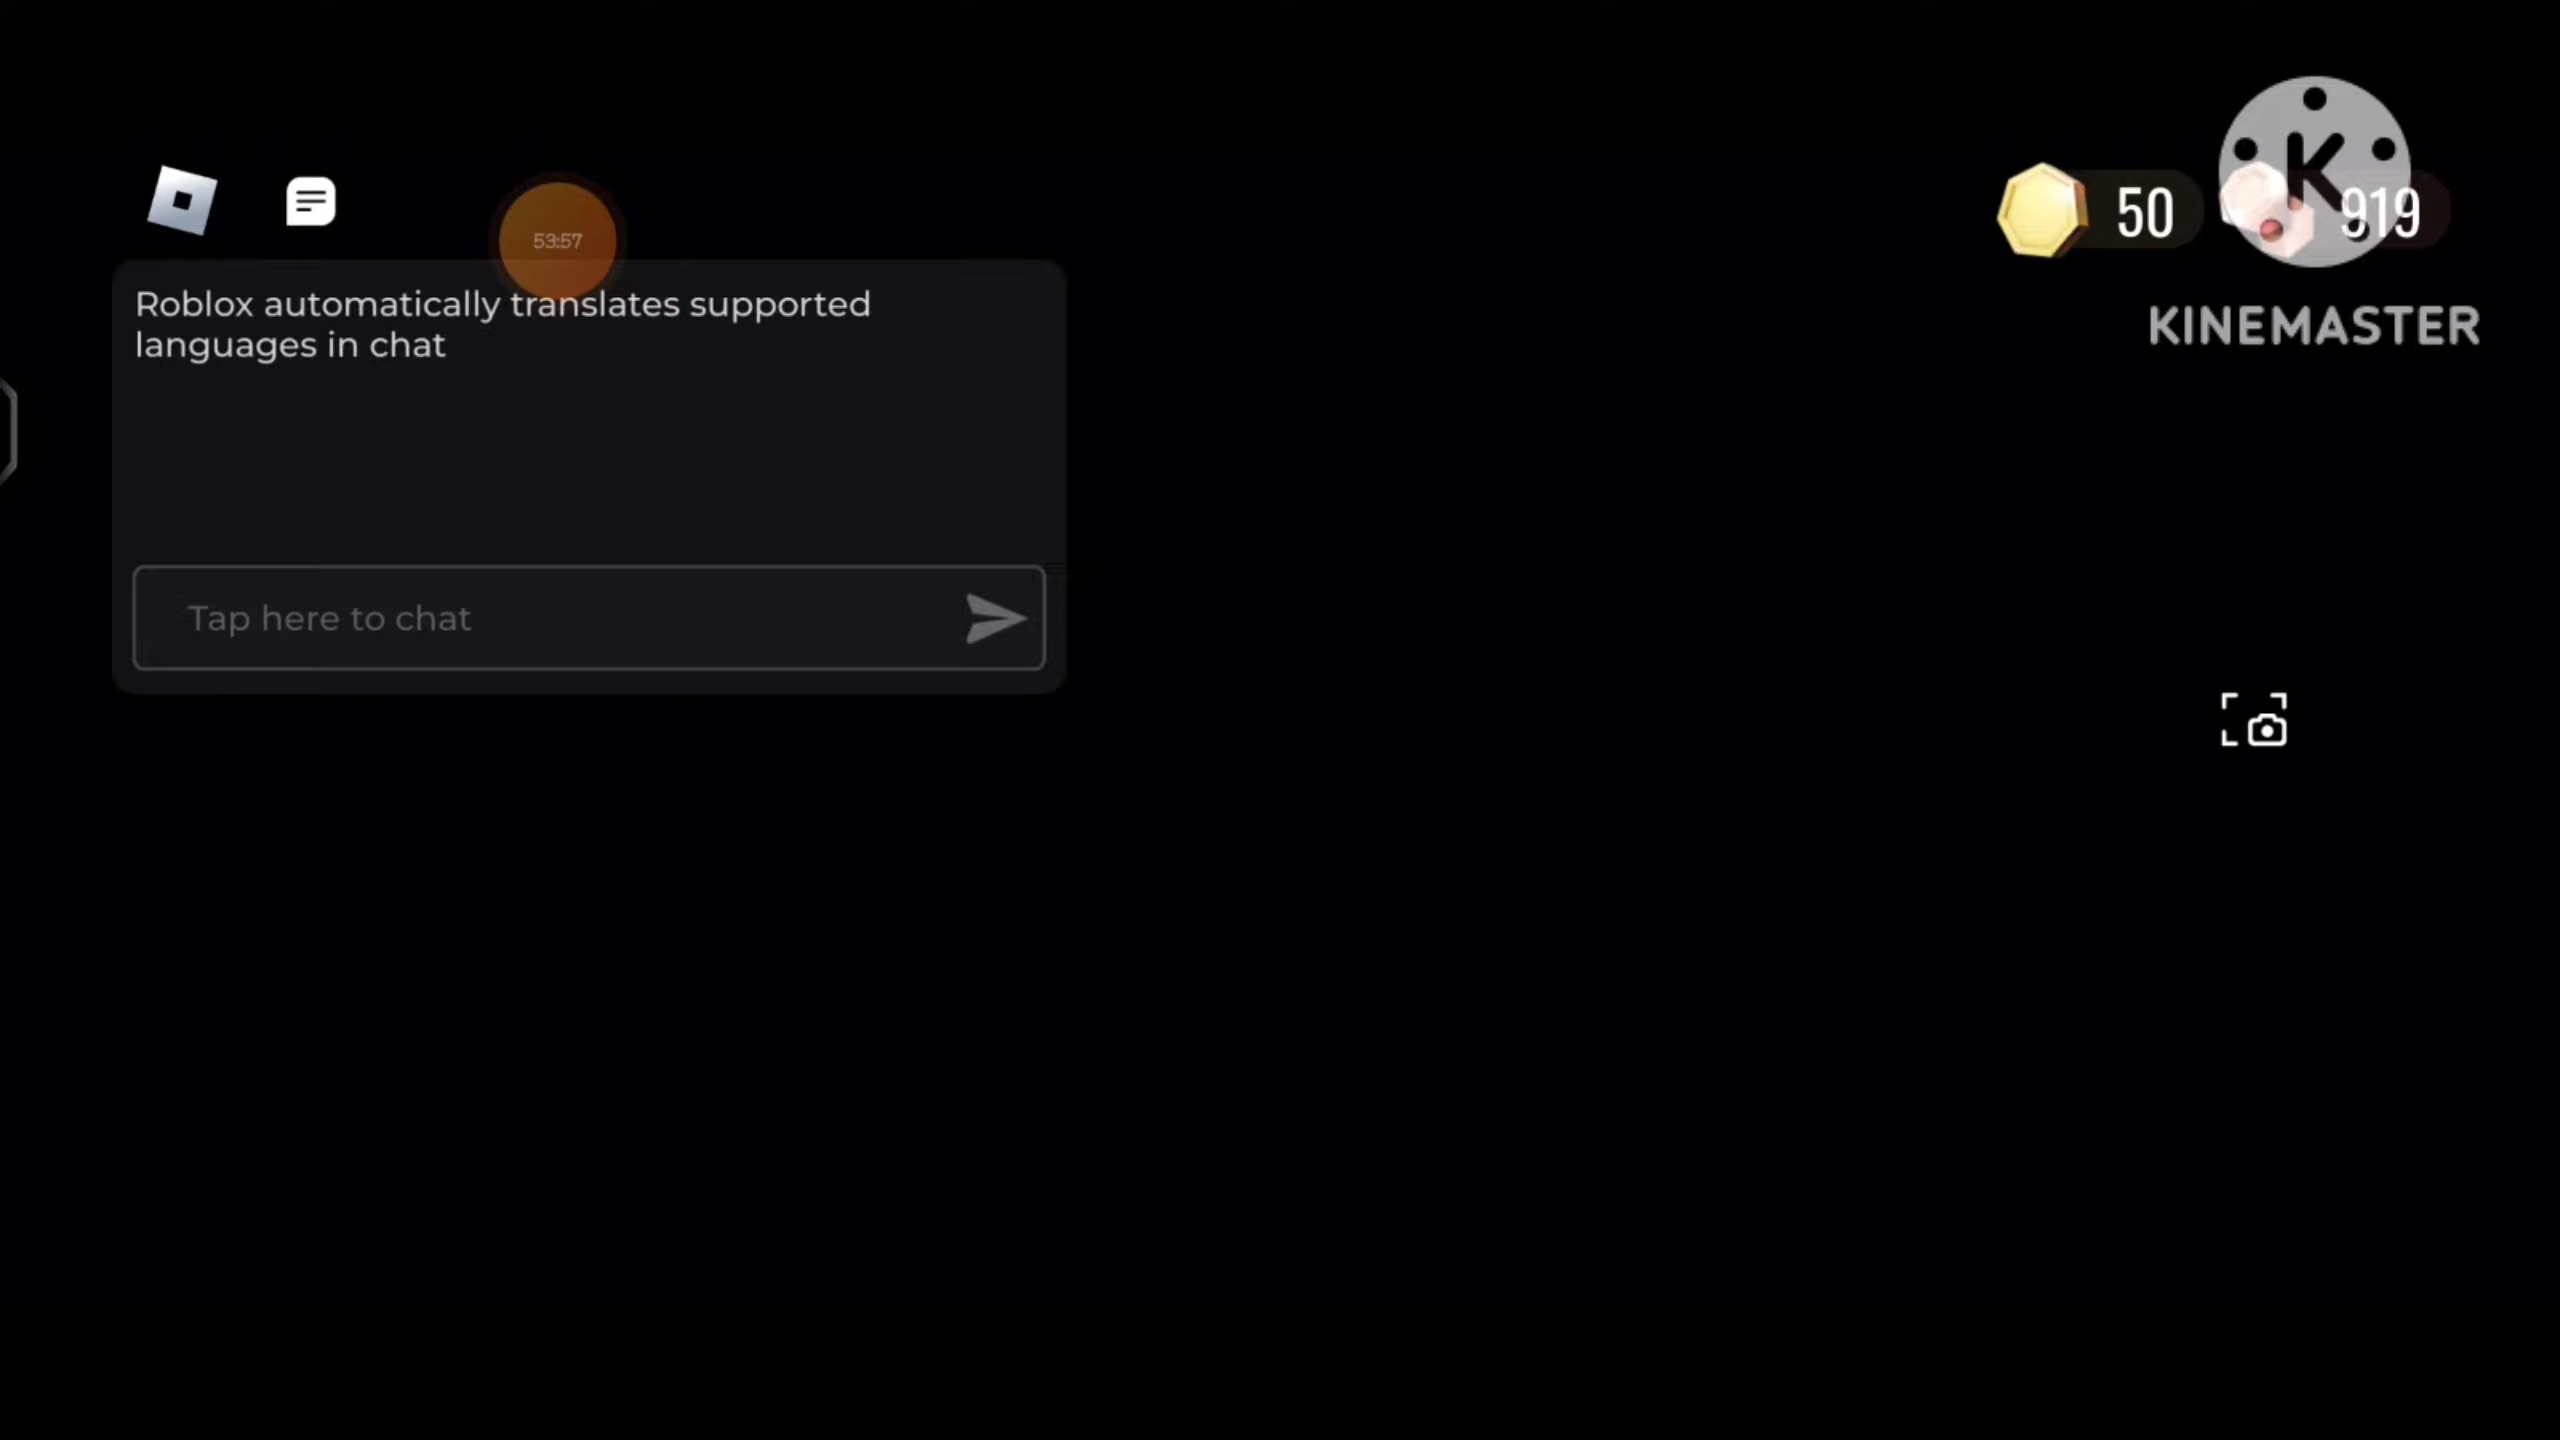 53:57
50
919
K
KINEMASTER
Roblox automatically translates supported
languages in chat
Tap here to chat